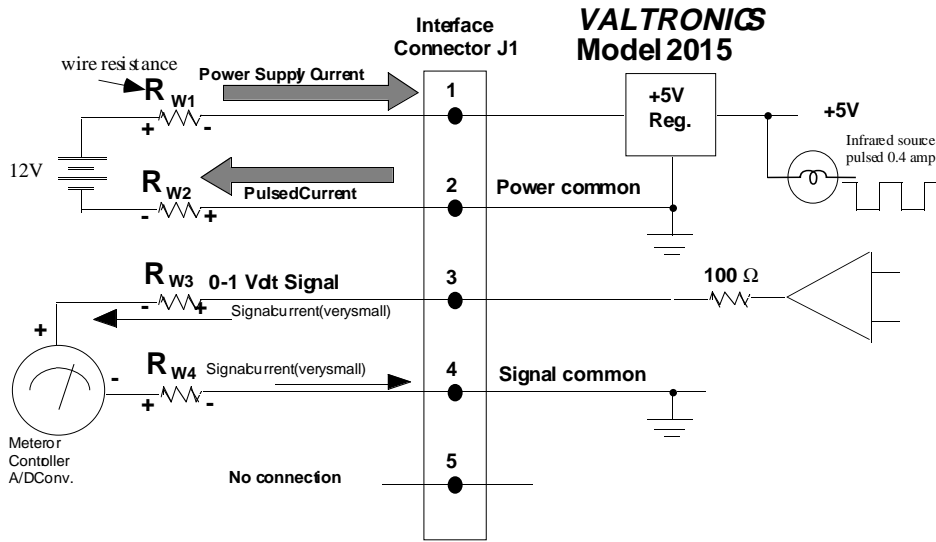 VALTRONICS
Model 2015
Interface
Connector J1
wire resistance
R W1
Power Supply Current
1
+5V
Reg.
+5V
Infrared source
pulsed 0.4 amp
+ -
12V
R W2
PulsedCurrent
2
Power common
- +
R W3
0-1 Vdt Signal
3
100 Ω
- +
Signalcurrent(verysmall)
+
R W4
Signalcurrent(verysmall)
4
Signal common
-
+ -
Meteror
Controller
A/DConv.
No connection
5